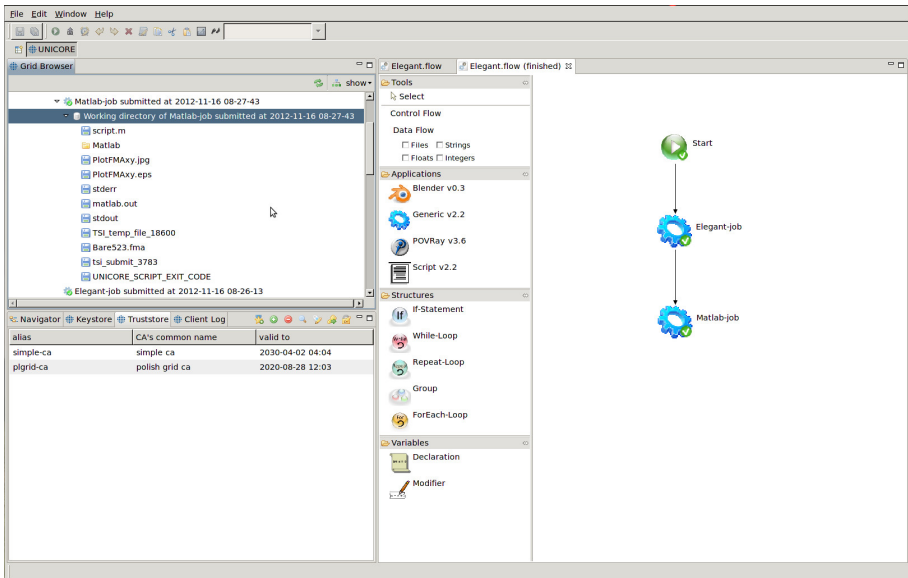 File Edit Window Help
UNICORE
Grid Browser
show
Matlab-job submitted at 2012-11-16 08-27-43
Working directory of Matlab-job submitted at 2012-11-16 08-27-43
script.m
Matlab
PlotFMAxy.jpg
PlotFMAxy.eps
stderr
matlab.out
stdout
TSI_temp_file_18600
Bare523.fma
tsi_submit_3783
UNICORE_SCRIPT_EXIT_CODE
Elegant-job submitted at 2012-11-16 08-26-13
Navigator Keystore Truststore Client Log
alias CA's common name valid to
simple-ca simple ca 2030-04-02 04:04
plgrid-ca polish grid ca 2020-08-28 12:03
Elegant.flow Elegant.flow (finished)
Tools
Select
Control Flow
Data Flow
Files Strings
Floats Integers
Applications
Blender v0.3
Generic v2.2
POVRay v3.6
Script v2.2
Structures
If If-Statement
While-Loop
Repeat-Loop
Group
ForEach-Loop
Variables
Declaration
Modifier
Start
Elegant-job
Matlab-job